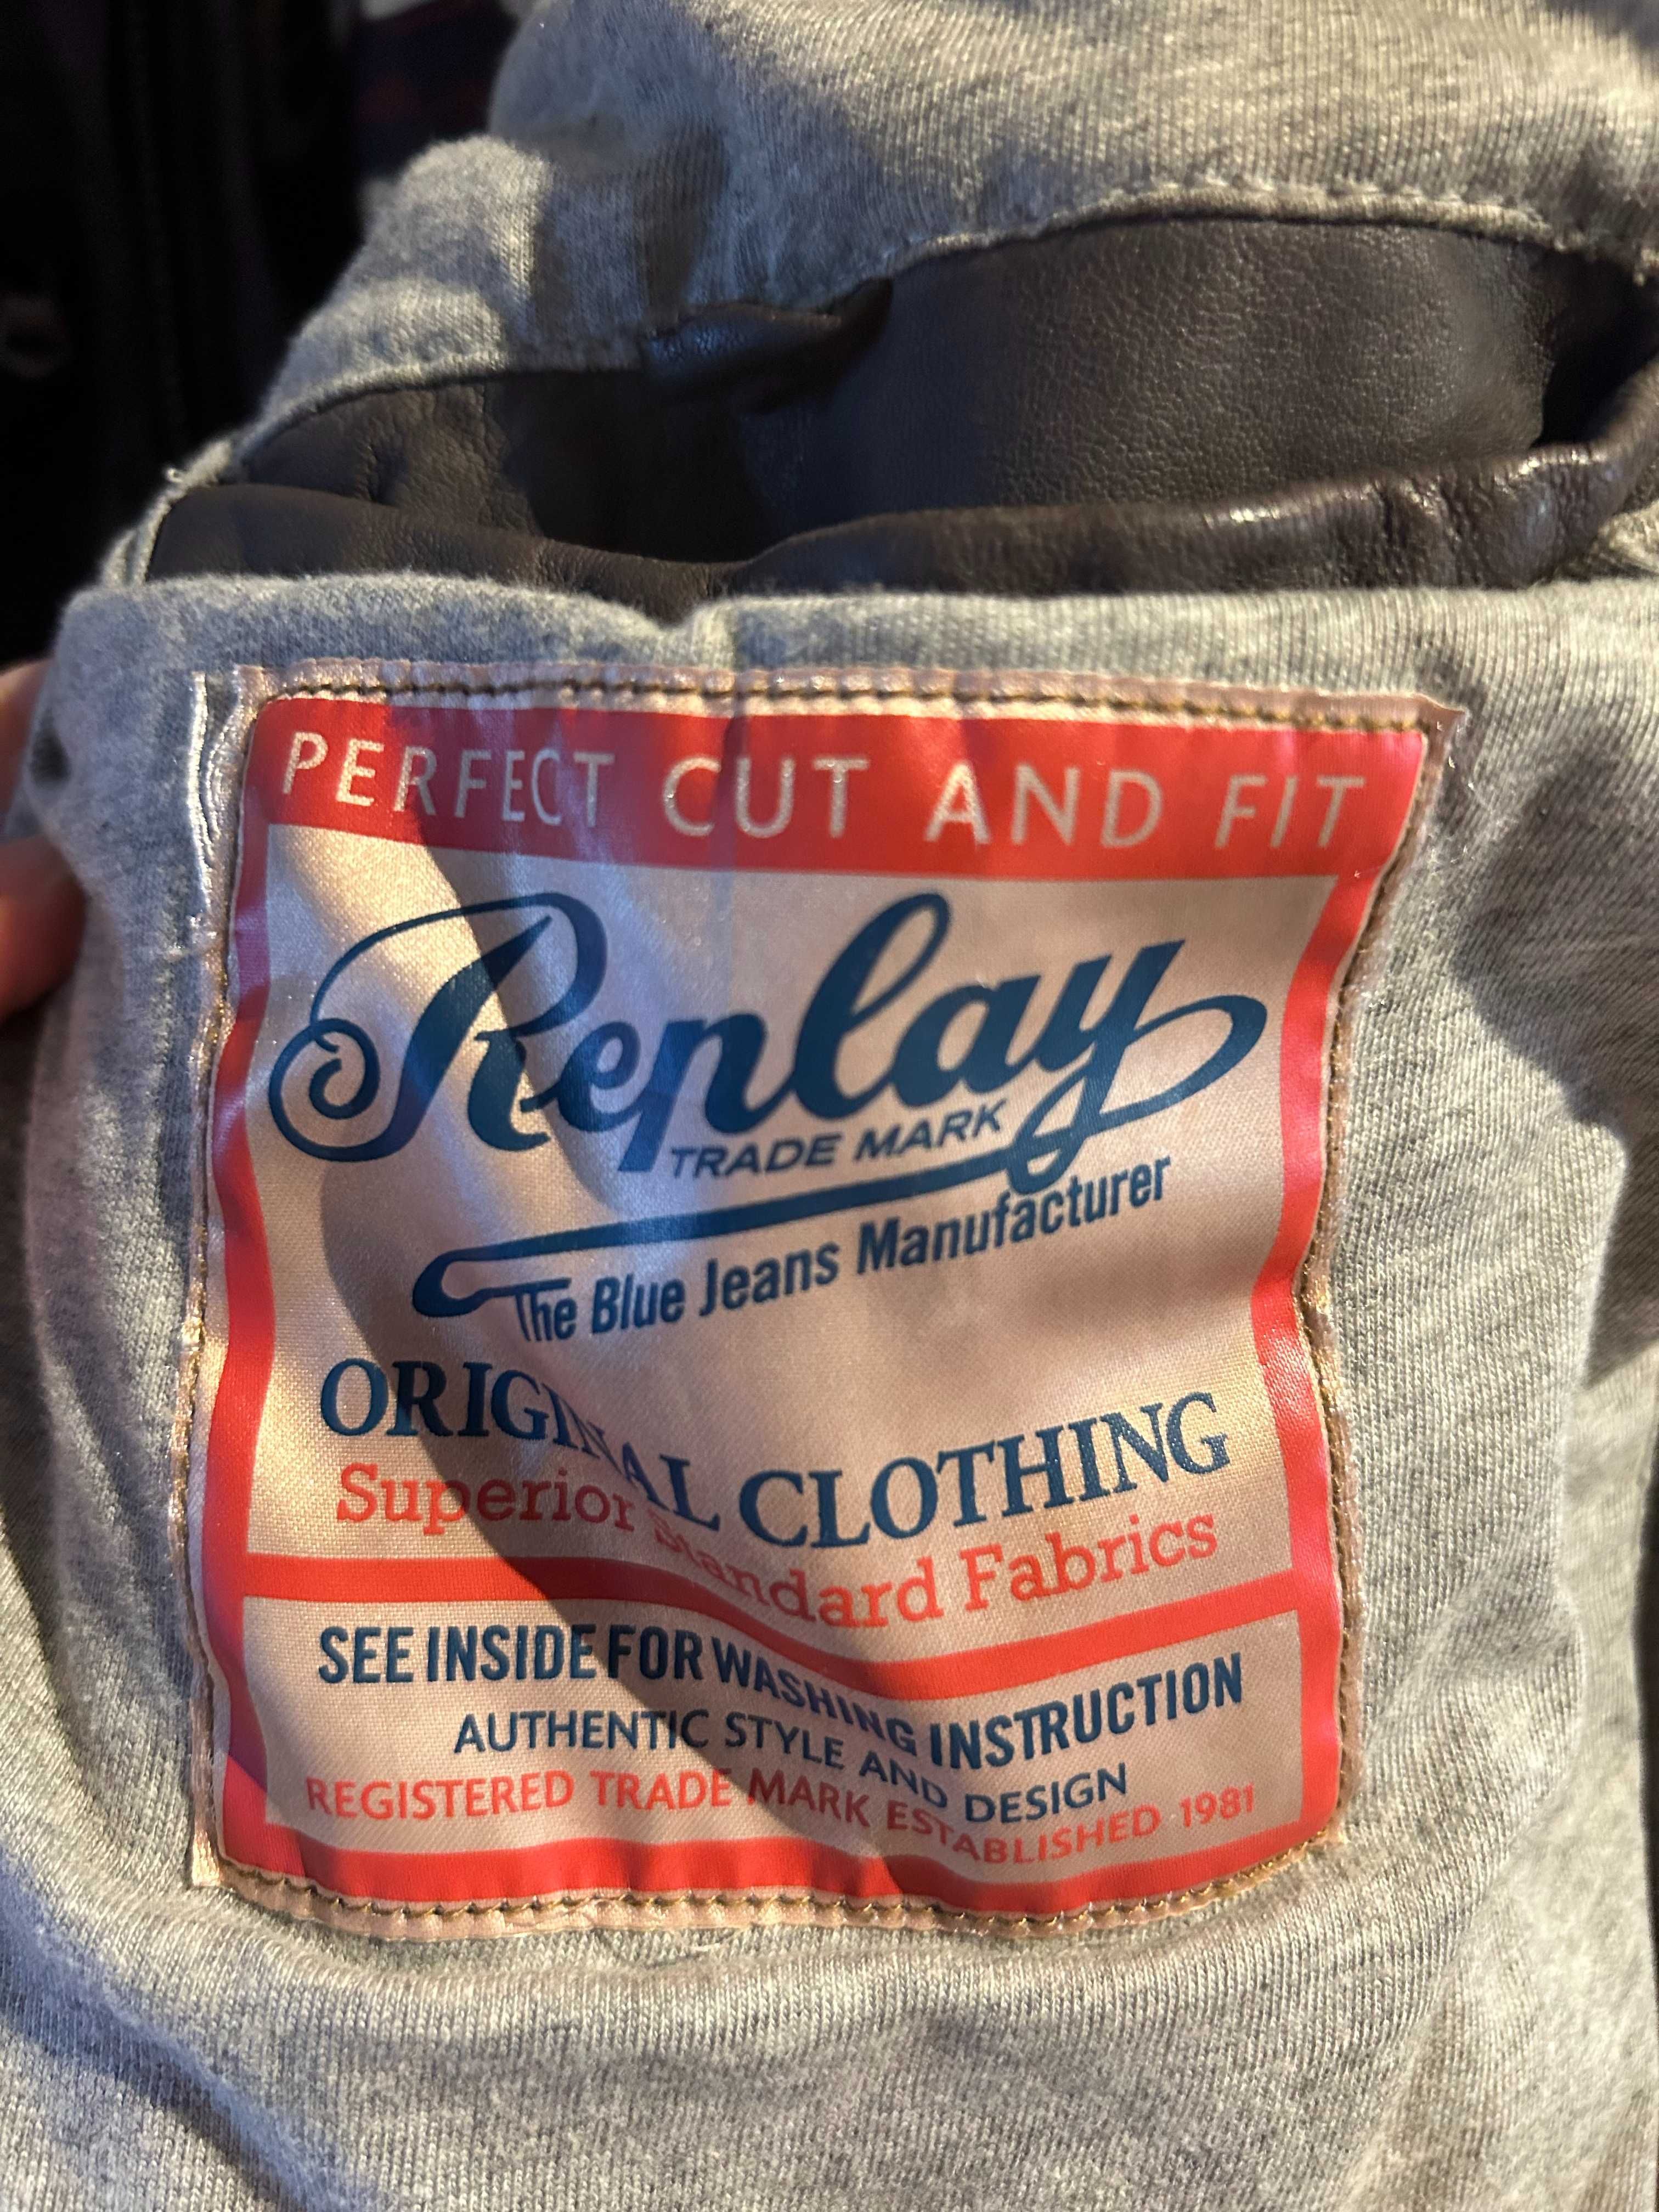 PERFECT CUT AND FIT
Replay
TRADE MARK
The Blue Jeans Manufacturer
ORIGINAL CLOTHING
Superior Standard Fabrics
SEE INSIDE FOR WASHING INSTRUCTION
AUTHENTIC STYLE AND DESIGN
REGISTERED TRADE MARK ESTABLISHED 1981